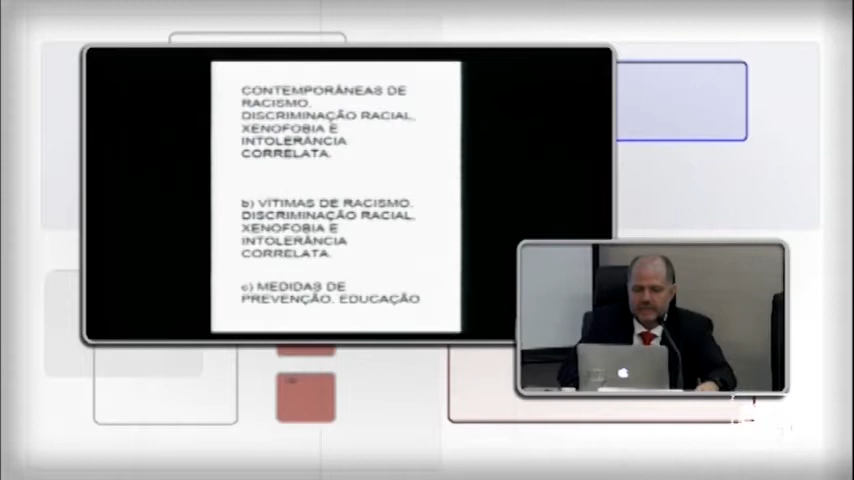 CONTEMPORÂNEAS DE
RACISMO,
DISCRIMINAÇÃO RACIAL,
XENOFOBIA E
INTOLERÂNCIA
CORRELATA.
b) VÍTIMAS DE RACISMO,
DISCRIMINAÇÃO RACIAL,
XENOFOBIA E
INTOLERÂNCIA
CORRELATA.
c) MEDIDAS DE
PREVENÇÃO, EDUCAÇÃO